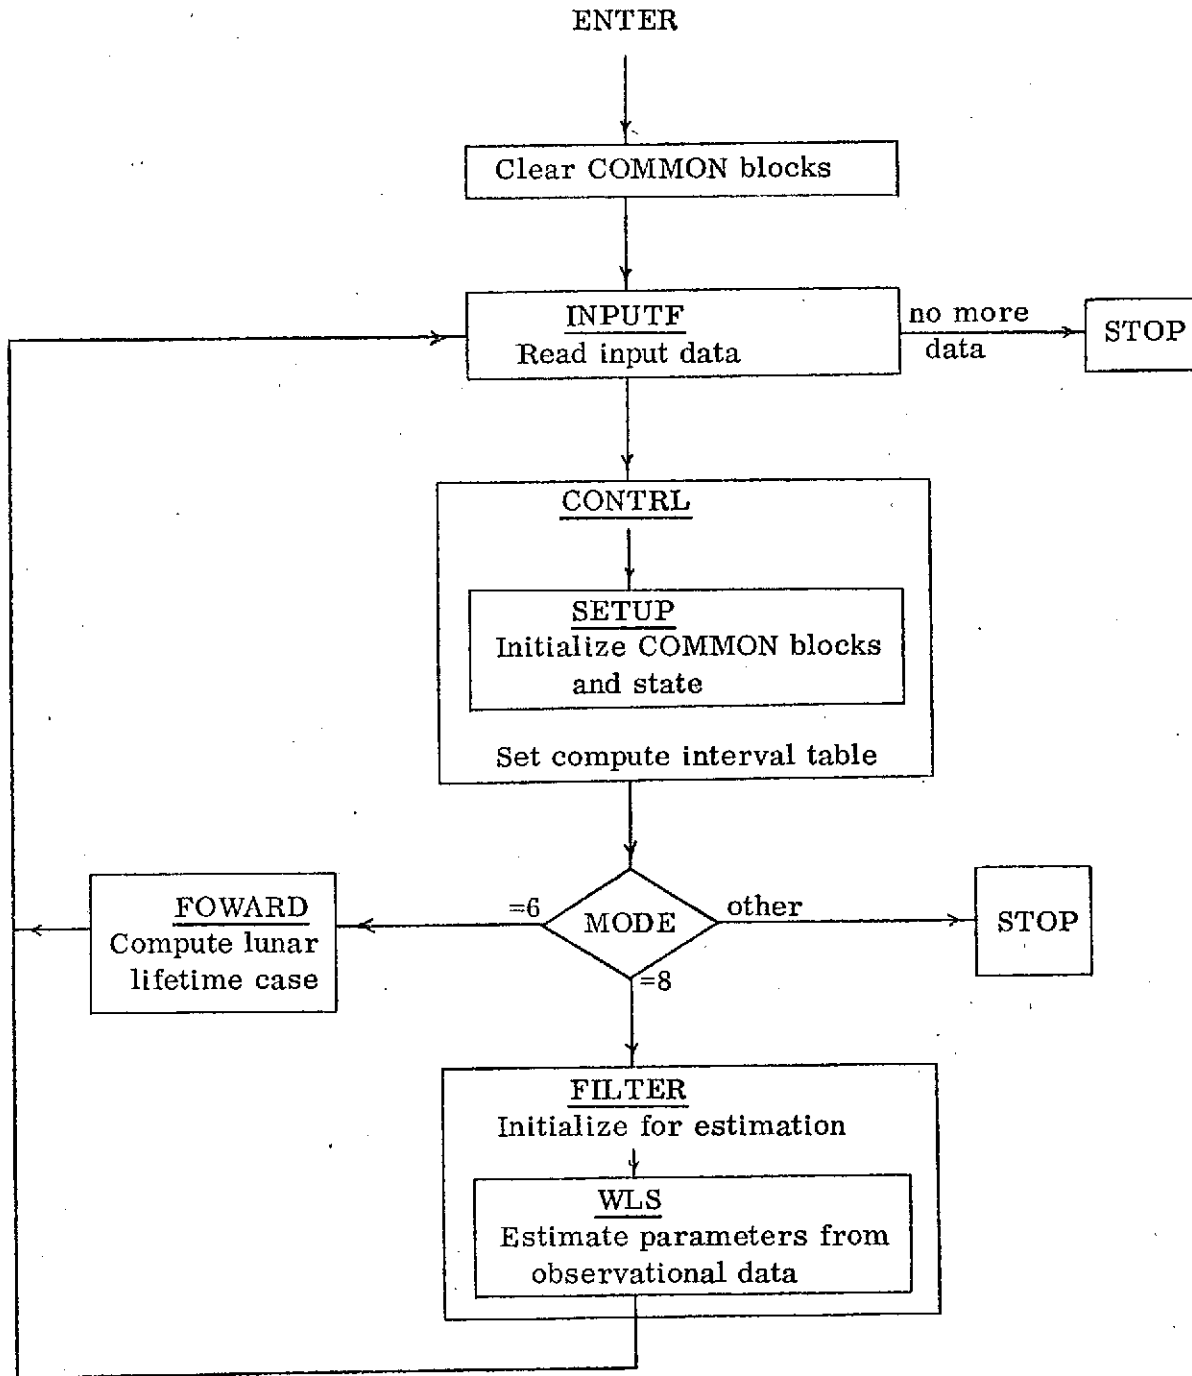 ENTER
Clear COMMON blocks
INPUTF
Read input data
no more
data
STOP
CONTRL
SETUP
Initialize COMMON blocks
and state
Set compute interval table
FOWARD
Compute lunar
lifetime case
=6
MODE
other
STOP
=8
FILTER
Initialize for estimation
WLS
Estimate parameters from
observational data